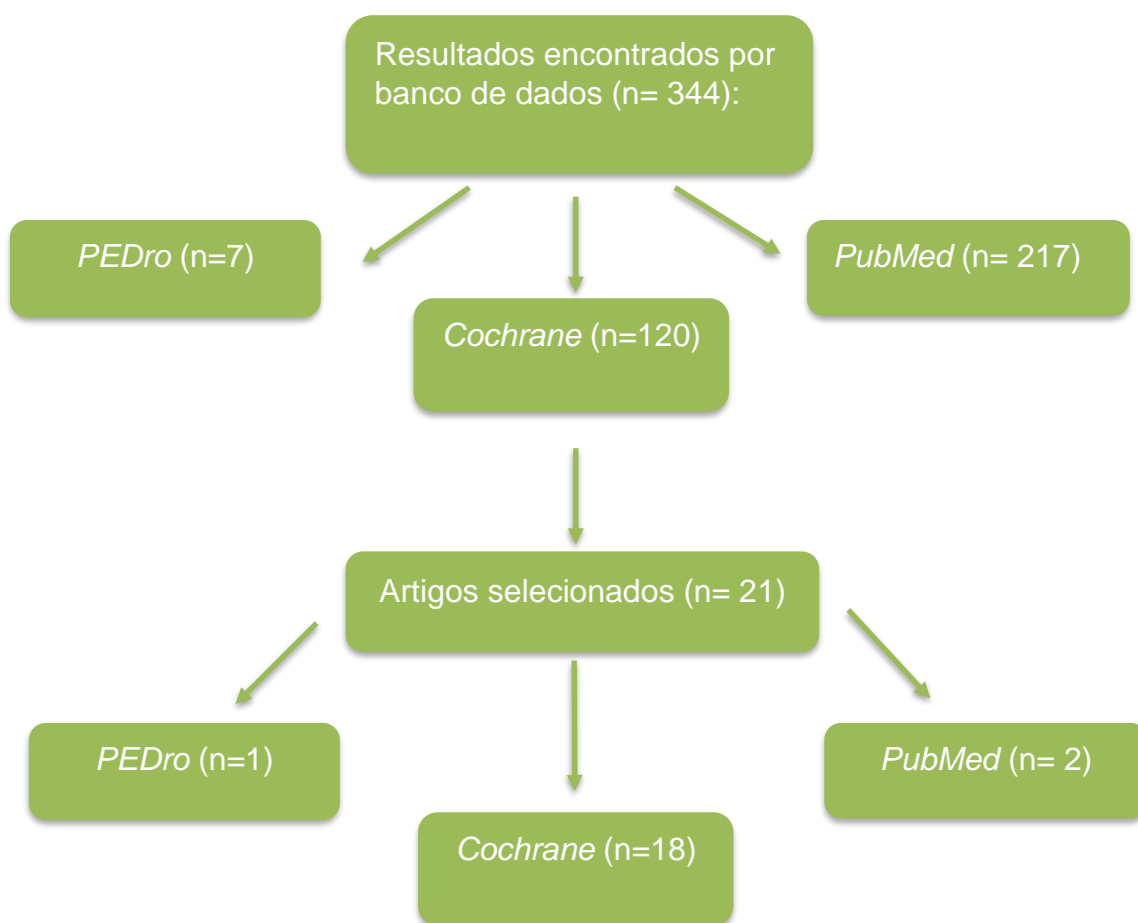 Resultados encontrados por
banco de dados (n= 344):
PEDro (n=7)
PubMed (n= 217)
Cochrane (n=120)
Artigos selecionados (n= 21)
PEDro (n=1)
PubMed (n= 2)
Cochrane (n=18)